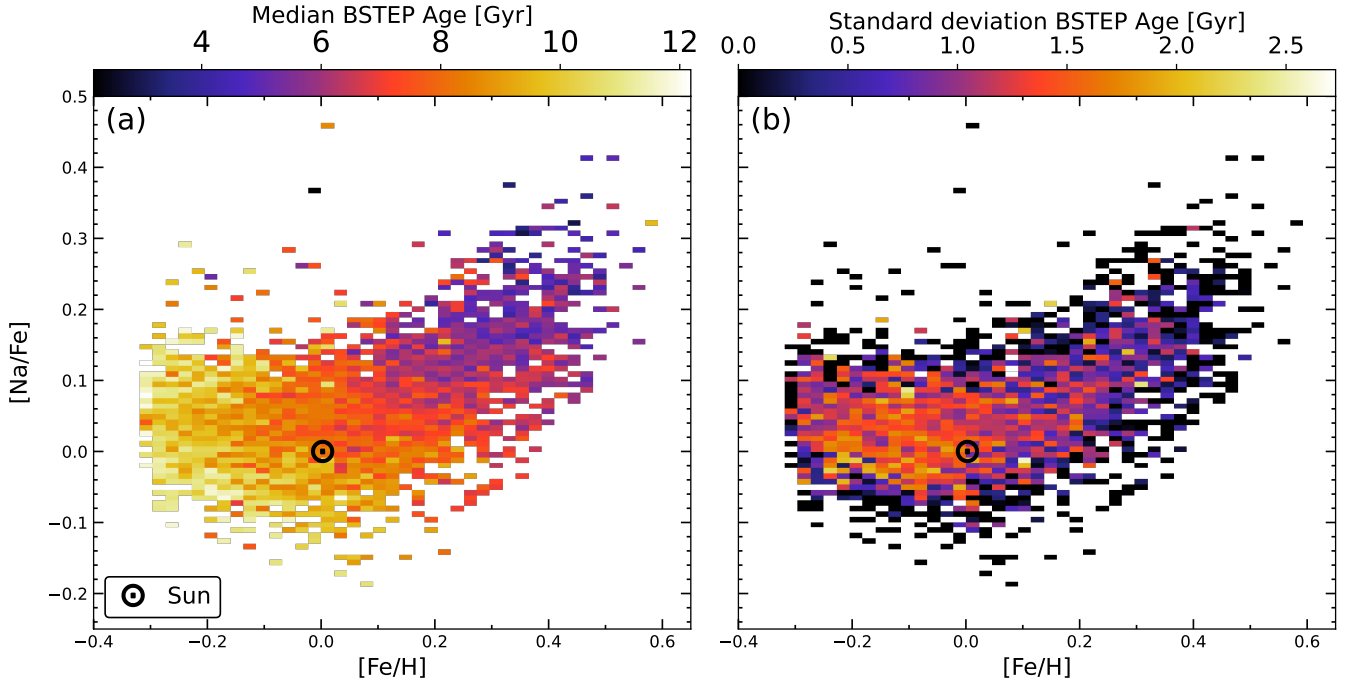 Median BSTEP Age [Gyr]
4 6 8 10 12
(a)
0.5
0.4
0.3
0.2
0.1
0.0
−0.1
−0.2
[Na/Fe]
Sun
−0.4 −0.2 0.0 0.2 0.4 0.6
[Fe/H]
Standard deviation BSTEP Age [Gyr]
0.0 0.5 1.0 1.5 2.0 2.5
(b)
−0.4 −0.2 0.0 0.2 0.4 0.6
[Fe/H]